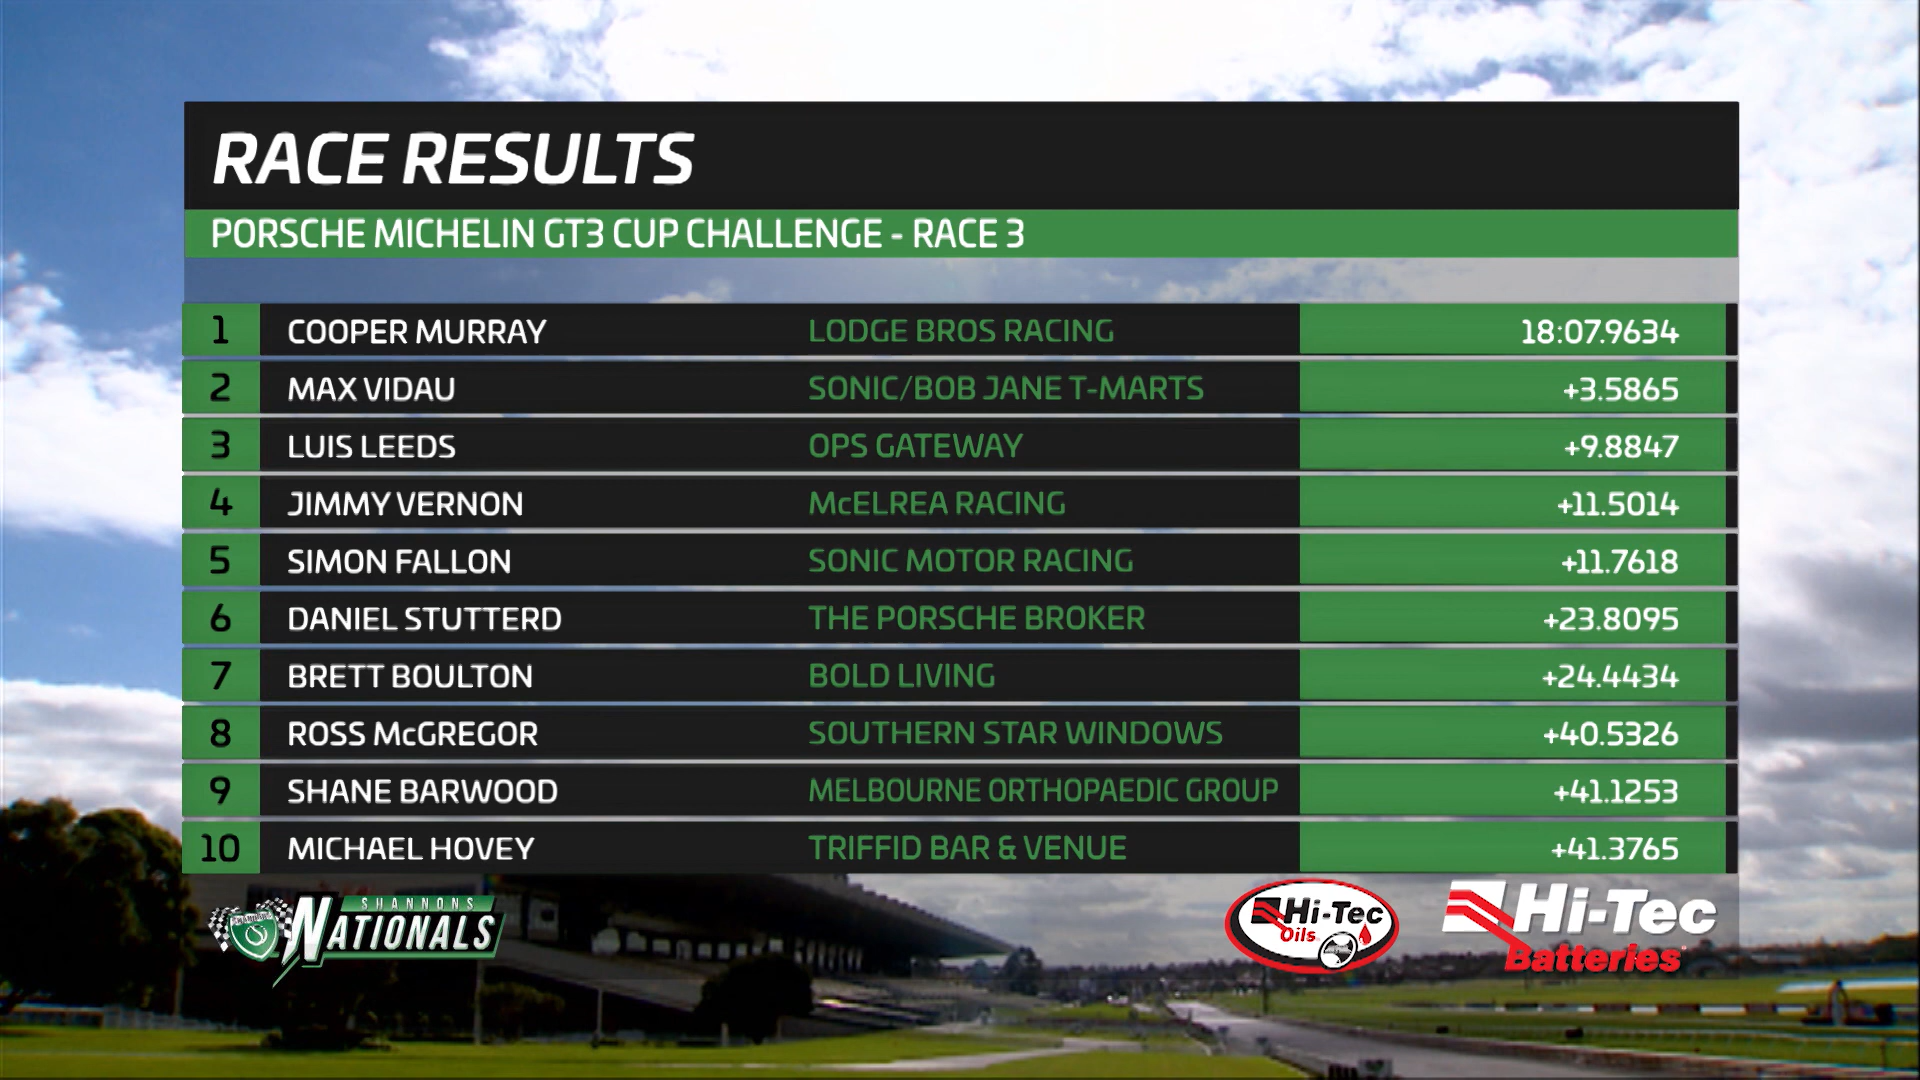 RACE RESULTS
PORSCHE MICHELIN GT3 CUP CHALLENGE - RACE 3
1 COOPER MURRAY LODGE BROS RACING 18:07.9634
2 MAX VIDAU SONIC/BOB JANE T-MARTS +3.5865
3 LUIS LEEDS OPS GATEWAY +9.8847
4 JIMMY VERNON McELREA RACING +11.5014
5 SIMON FALLON SONIC MOTOR RACING +11.7618
6 DANIEL STUTTERD THE PORSCHE BROKER +23.8095
7 BRETT BOULTON BOLD LIVING +24.4434
8 ROSS McGREGOR SOUTHERN STAR WINDOWS +40.5326
9 SHANE BARWOOD MELBOURNE ORTHOPAEDIC GROUP +41.1253
10 MICHAEL HOVEY TRIFFID BAR & VENUE +41.3765
SHANNONS
NATIONALS
Hi-Tec
Oils
Hi-Tec
Batteries